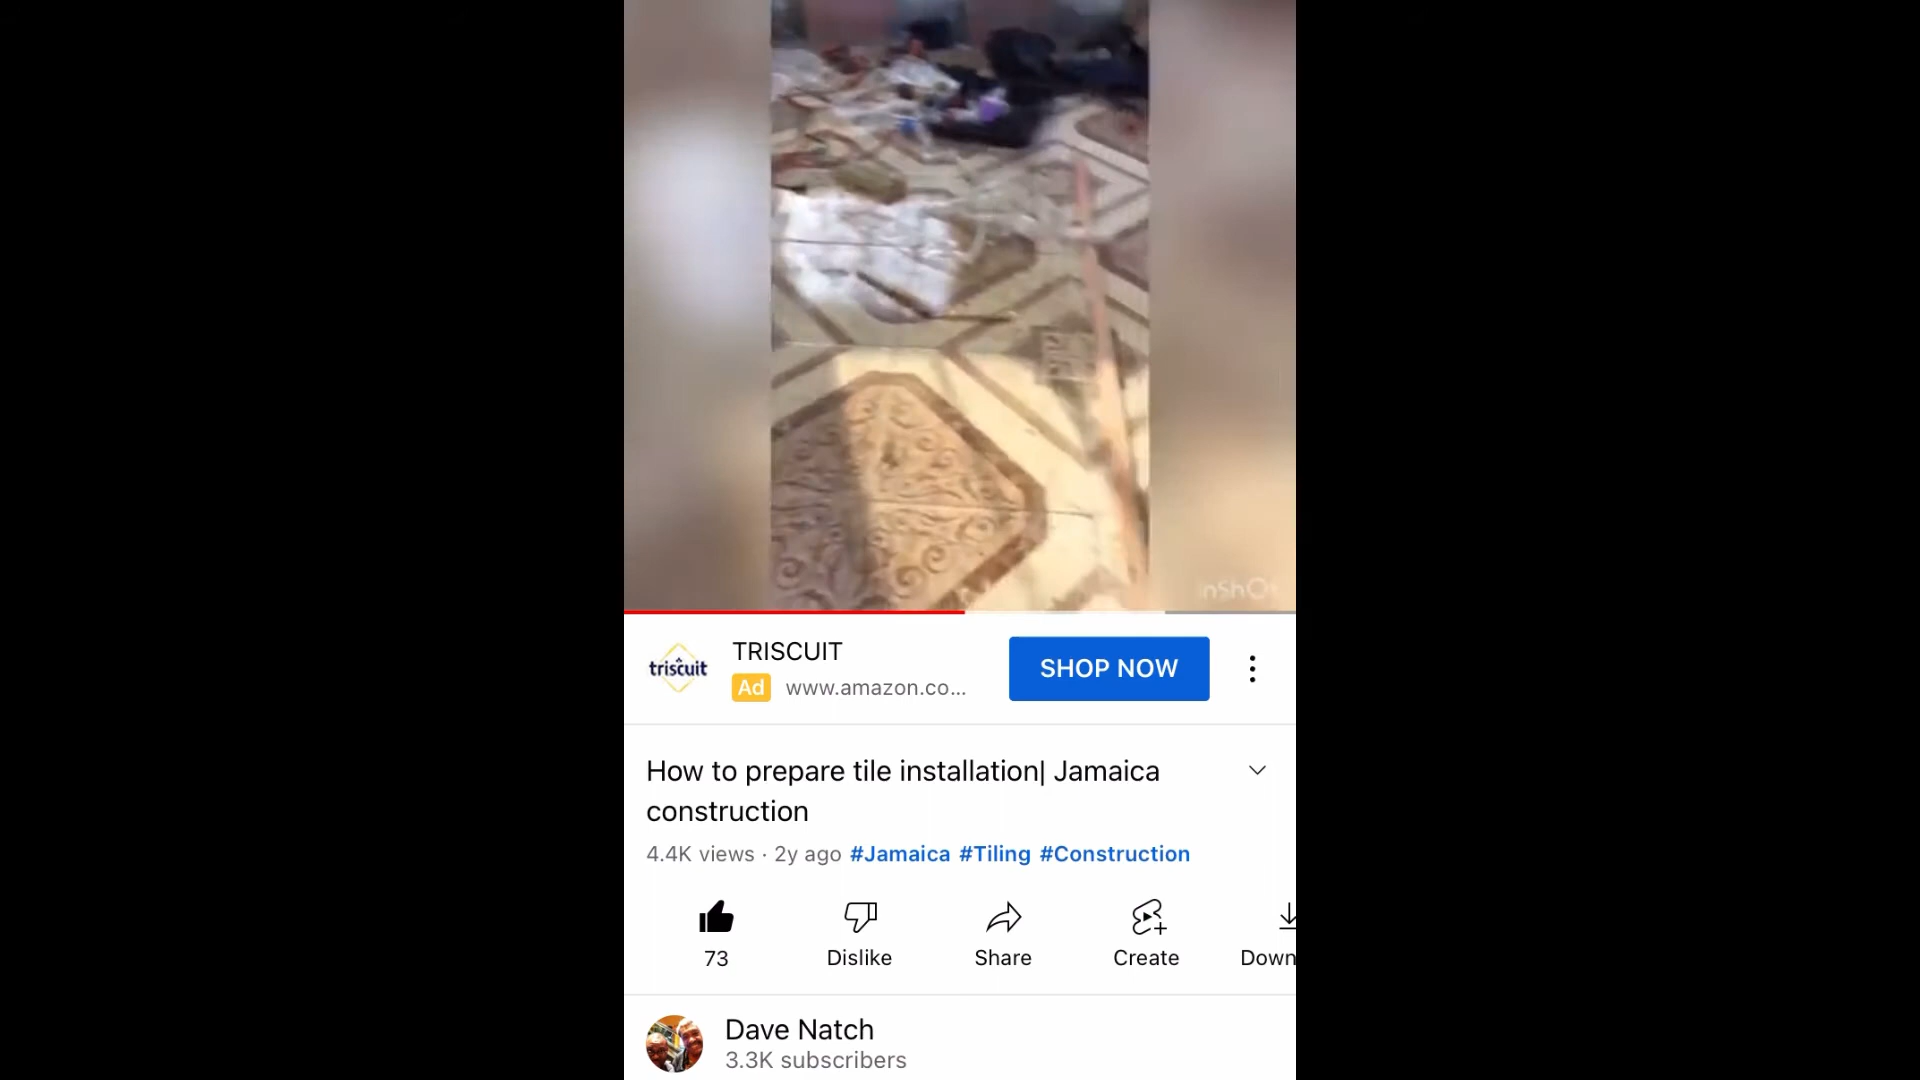 InShOt
triscuit
TRISCUIT
Ad www.amazon.co...
SHOP NOW
How to prepare tile installation| Jamaica
construction
4.4K views · 2y ago #Jamaica #Tiling #Construction
73
Dislike
Share
Create
Down
Dave Natch
3.3K subscribers